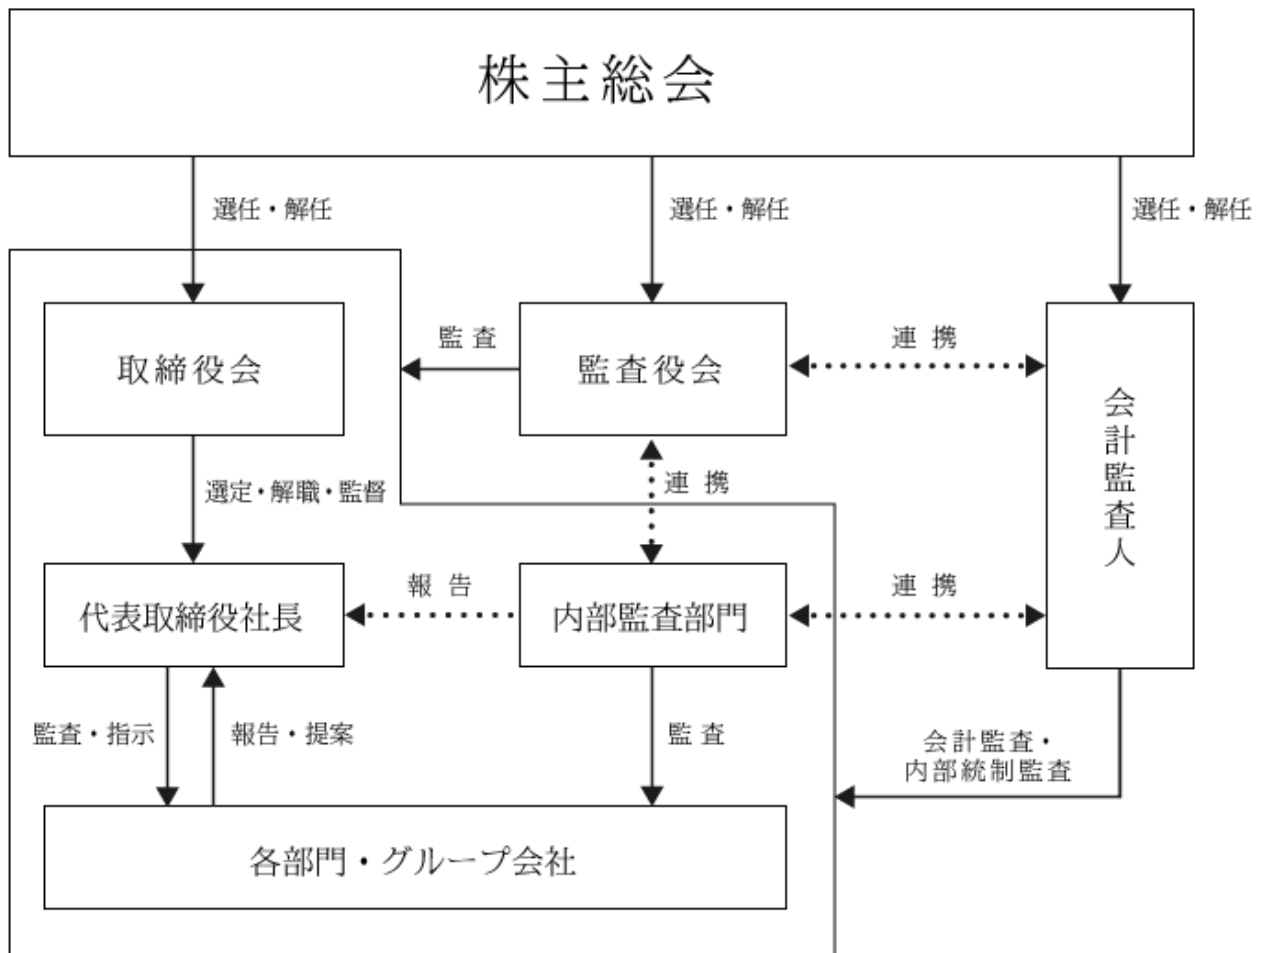 株主総会
選任・解任
選任・解任
選任・解任
取締役会
監査
監査役会
連携
会計監査人
選定・解職・監督
連携
代表取締役社長
報告
内部監査部門
連携
監査・指示
報告・提案
監査
会計監査・
内部統制監査
各部門・グループ会社